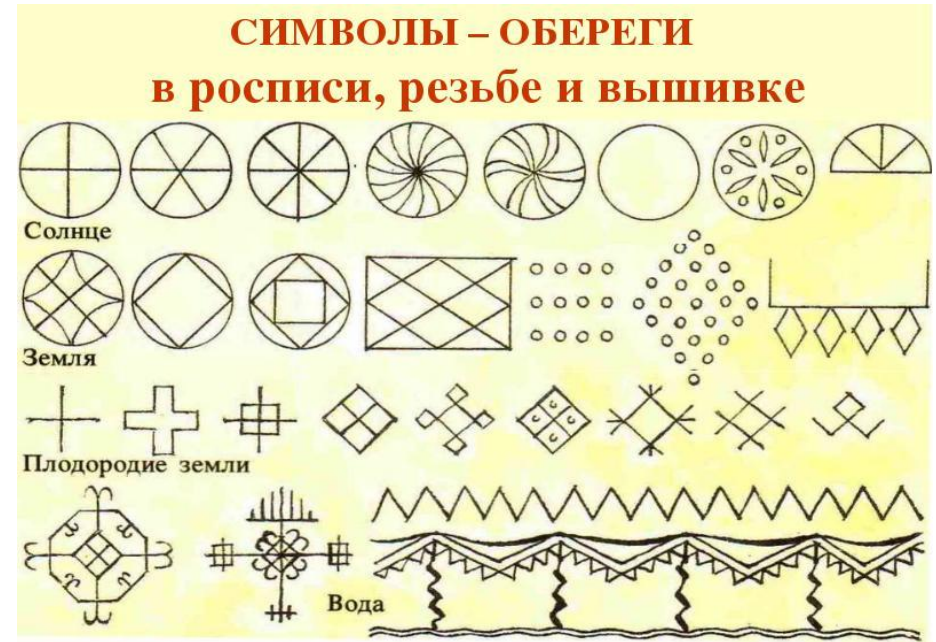 СИМВОЛЫ – ОБЕРЕГИ
в росписи, резьбе и вышивке
Солнце
Земля
Плодородие земли
Вода